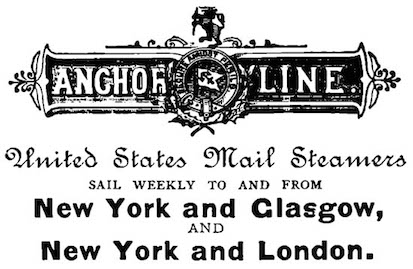 ANCHOR LINE.
United States Mail Steamers
SAIL WEEKLY TO AND FROM
New York and Glasgow,
AND
New York and London.